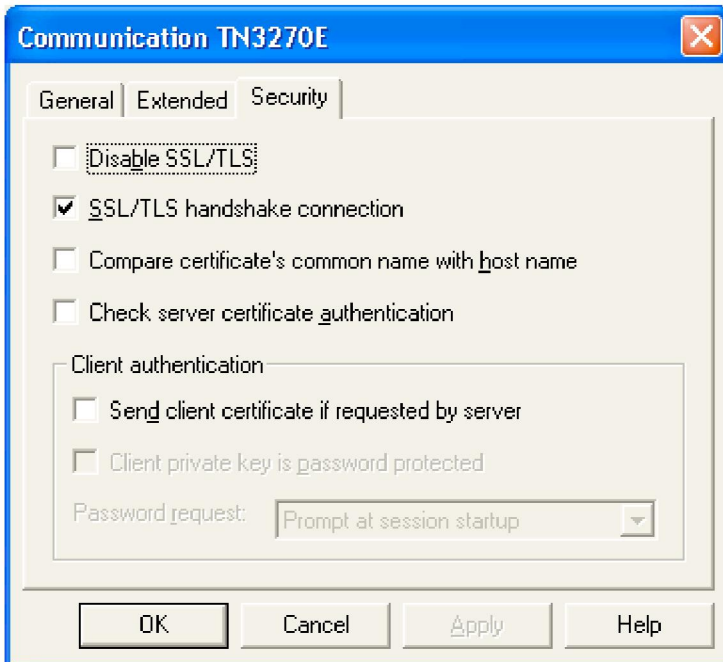 Communication TN3270E
General Extended Security
Disable SSL/TLS
SSL/TLS handshake connection
Compare certificate's common name with host name
Check server certificate authentication
Client authentication
Send client certificate if requested by server
Client private key is password protected
Password request: Prompt at session startup
OK Cancel Apply Help